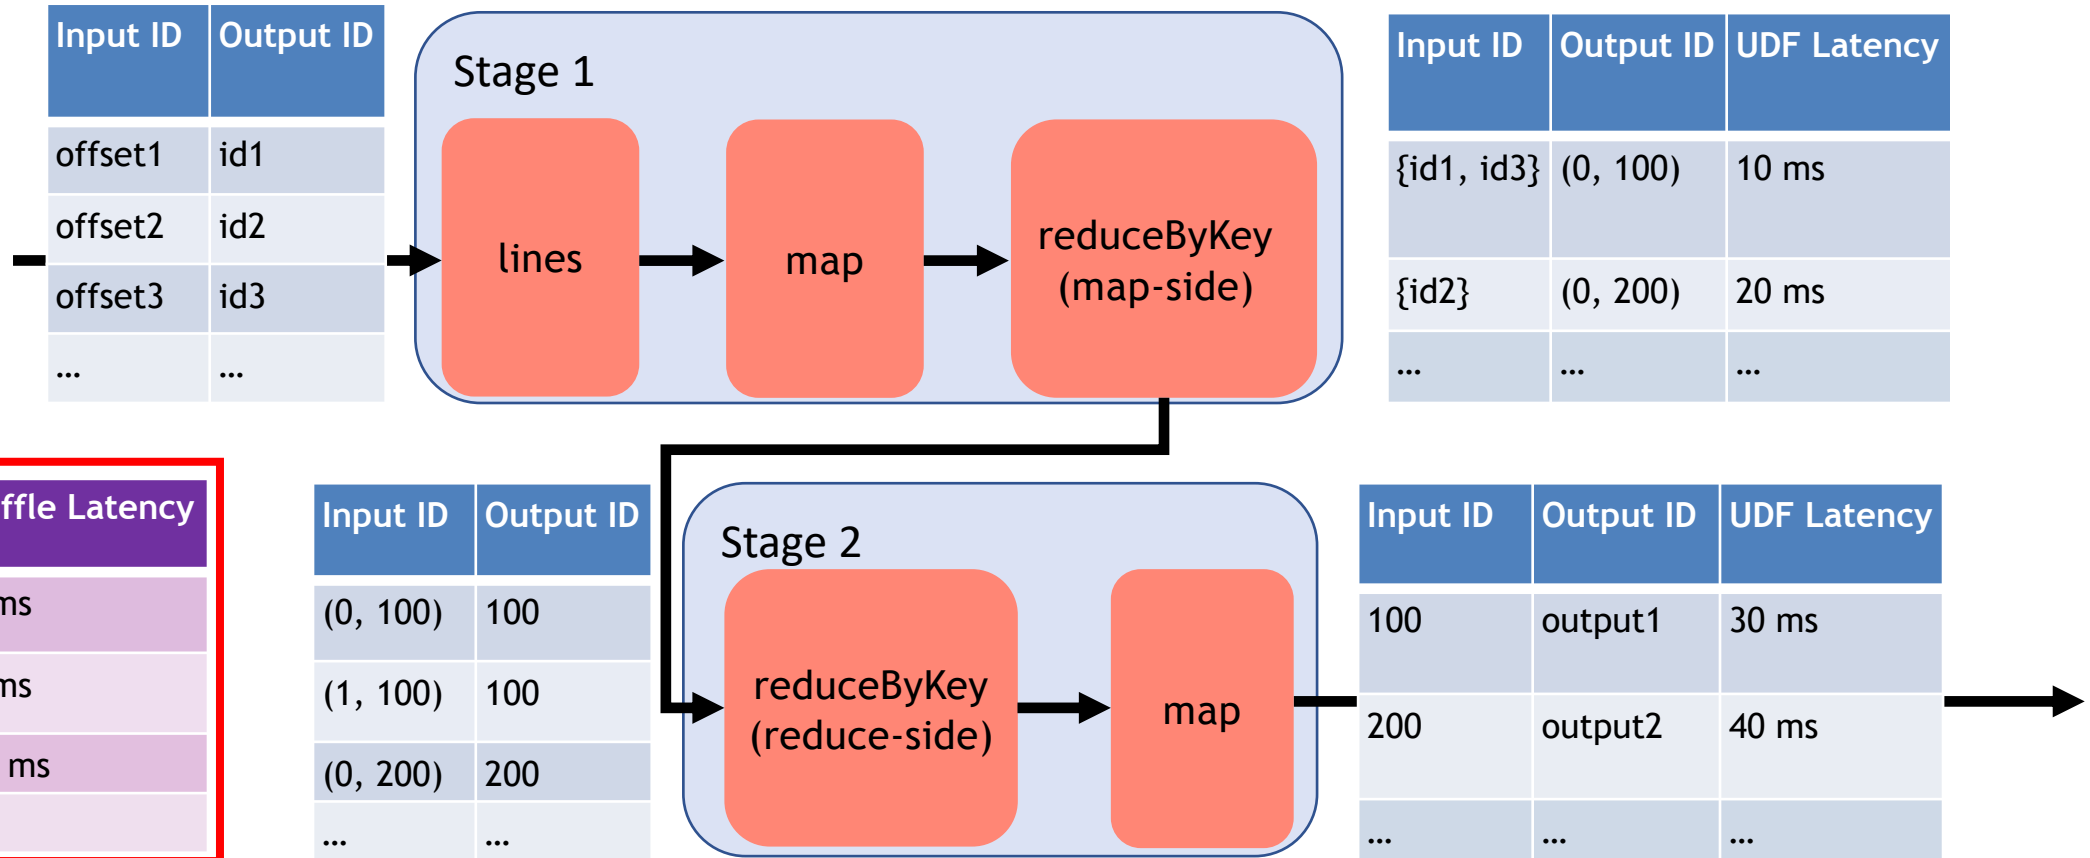 Input ID Output ID
offset1 id1
offset2 id2
offset3 id3
... ...
Stage 1
lines
map
reduceByKey
(map-side)
Input ID Output ID UDF Latency
{id1, id3} (0, 100) 10 ms
{id2} (0, 200) 20 ms
... ... ...
Latency
ms
ms
ms
Input ID Output ID
(0, 100) 100
(1, 100) 100
(0, 200) 200
... ...
Stage 2
reduceByKey
(reduce-side)
map
Input ID Output ID UDF Latency
100 output1 30 ms
200 output2 40 ms
... ... ...